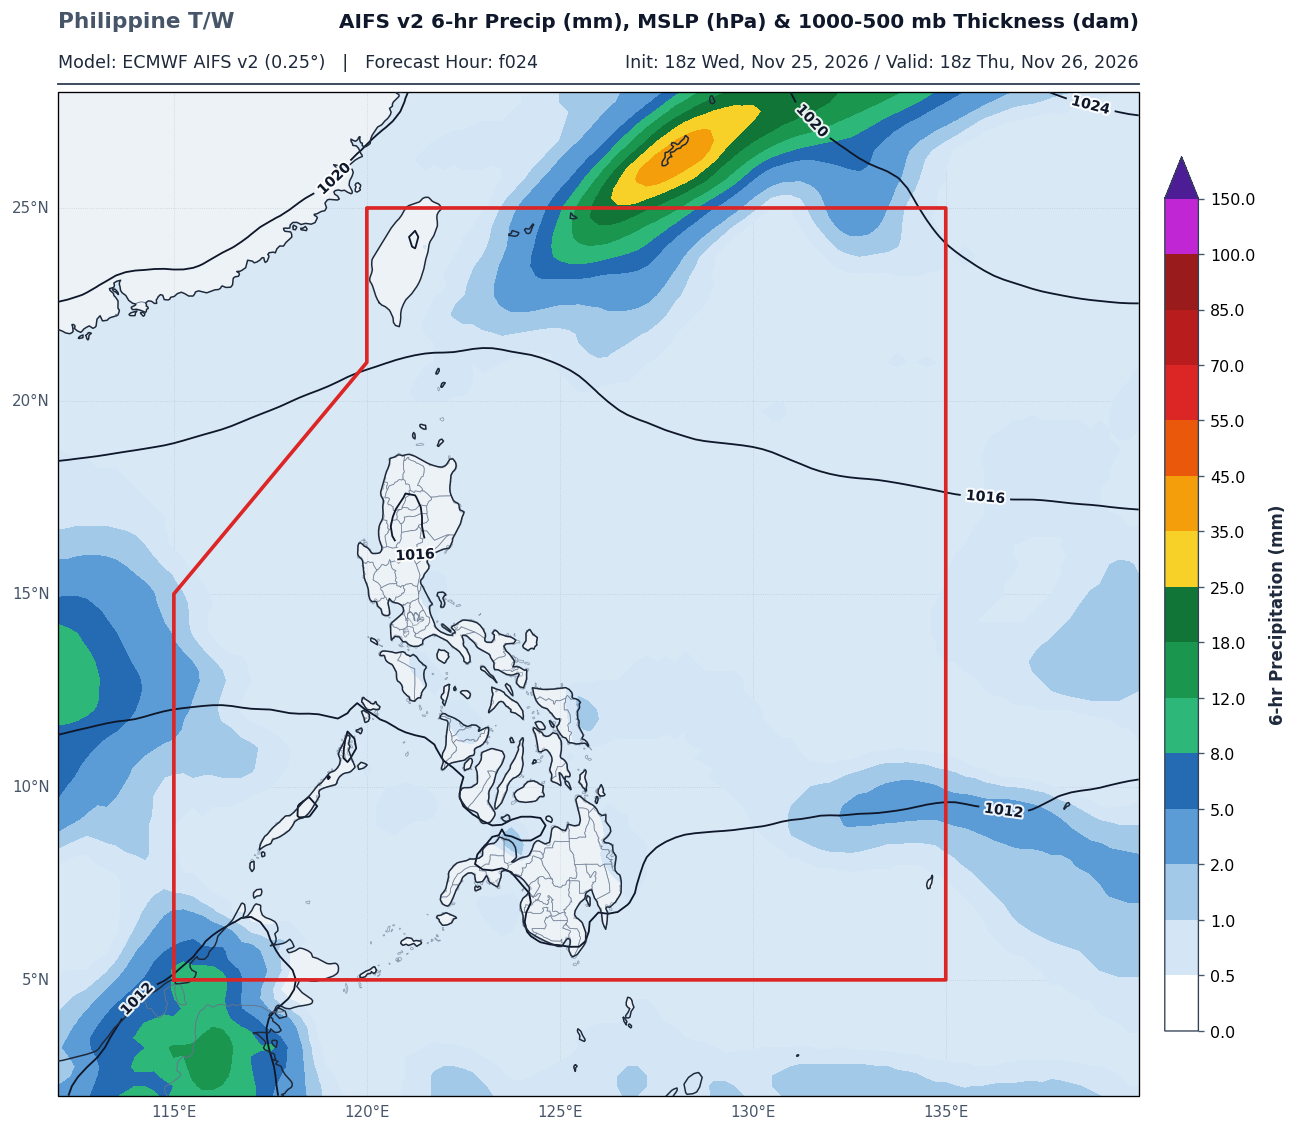 Philippine T/W
AIFS v2 6-hr Precip (mm), MSLP (hPa) & 1000-500 mb Thickness (dam)
Model: ECMWF AIFS v2 (0.25°)   |   Forecast Hour: f024
Init: 18z Wed, Nov 25, 2026 / Valid: 18z Thu, Nov 26, 2026
1024
1020
1020
1016
1016
1012
1012
25°N
20°N
15°N
10°N
5°N
115°E
120°E
125°E
130°E
135°E
150.0
100.0
85.0
70.0
55.0
45.0
35.0
25.0
18.0
12.0
8.0
5.0
2.0
1.0
0.5
0.0
6-hr Precipitation (mm)